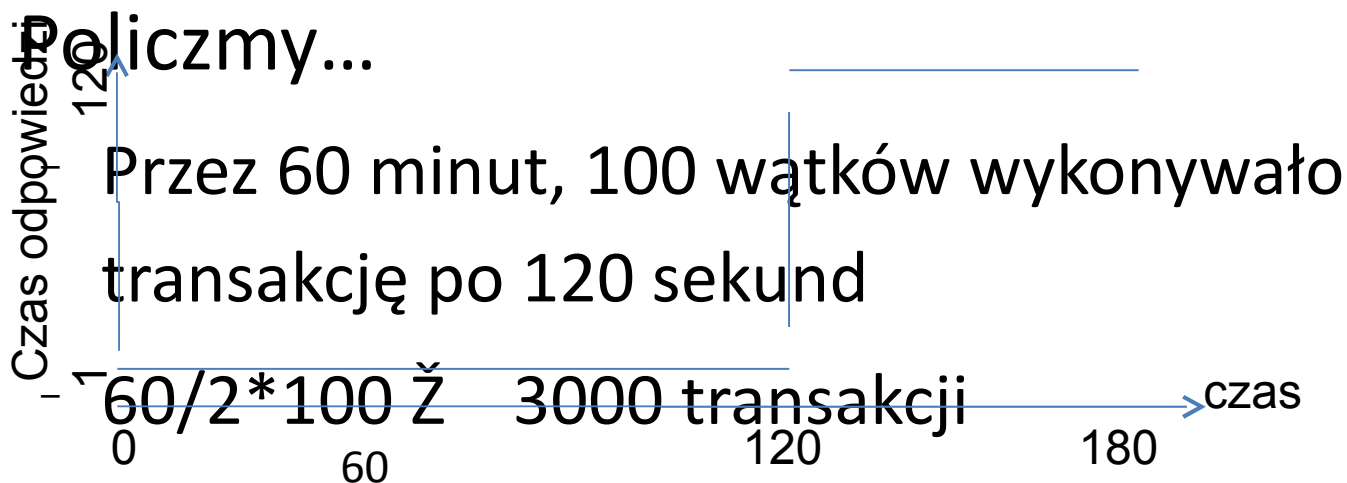 Policzmy...
Czas odpowiedzi
120
– Przez 60 minut, 100 wątków wykonywało
transakcję po 120 sekund
1
– 60/2*100 Ž 3000 transakcji
czas
0
60
120
180